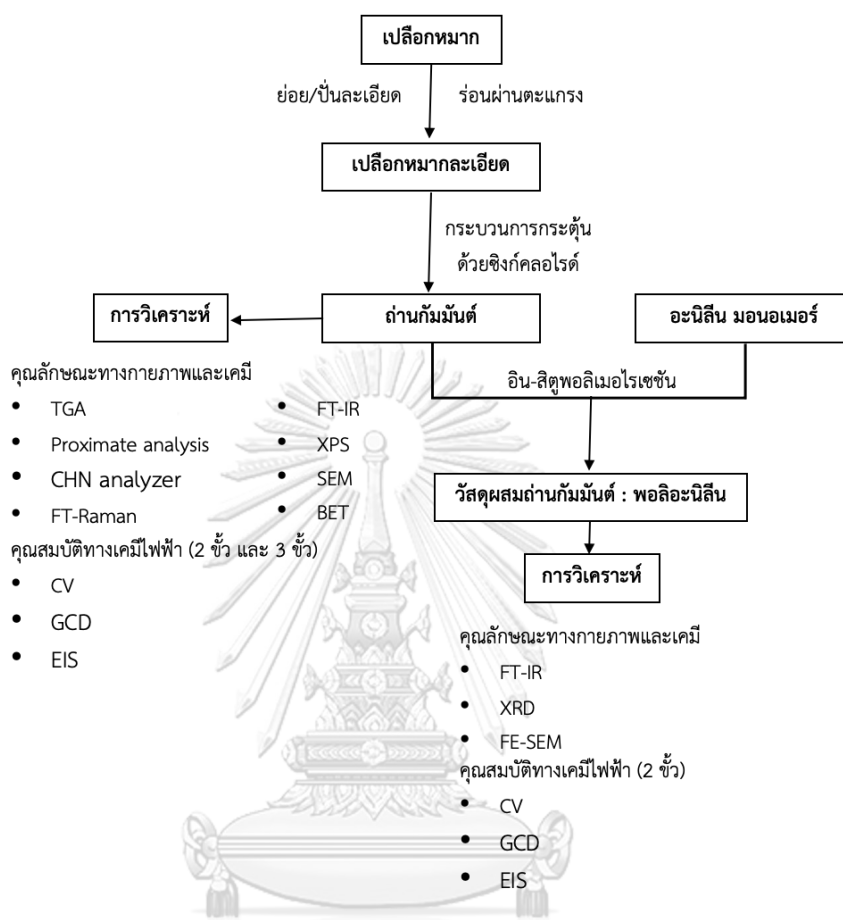 เปลือกหมาก
ย่อย/ปั่นละเอียด ร่อนผ่านตะแกรง
เปลือกหมากละเอียด
กระบวนการกระตุ้น
ด้วยซิงก์คลอไรด์
การวิเคราะห์ ถ่านกัมมันต์ อะนิลีน มอนอเมอร์
คุณลักษณะทางกายภาพและเคมี
• TGA • FT-IR
• Proximate analysis • XPS
• CHN analyzer • SEM
• FT-Raman • BET
คุณสมบัติทางเคมีไฟฟ้า (2 ขั้ว และ 3 ขั้ว)
• CV
• GCD
• EIS
อิน-สิตูพอลิเมอไรเซชัน
วัสดุผสมถ่านกัมมันต์ : พอลิอะนิลีน
การวิเคราะห์
คุณลักษณะทางกายภาพและเคมี
• FT-IR
• XRD
• FE-SEM
คุณสมบัติทางเคมีไฟฟ้า (2 ขั้ว)
• CV
• GCD
• EIS